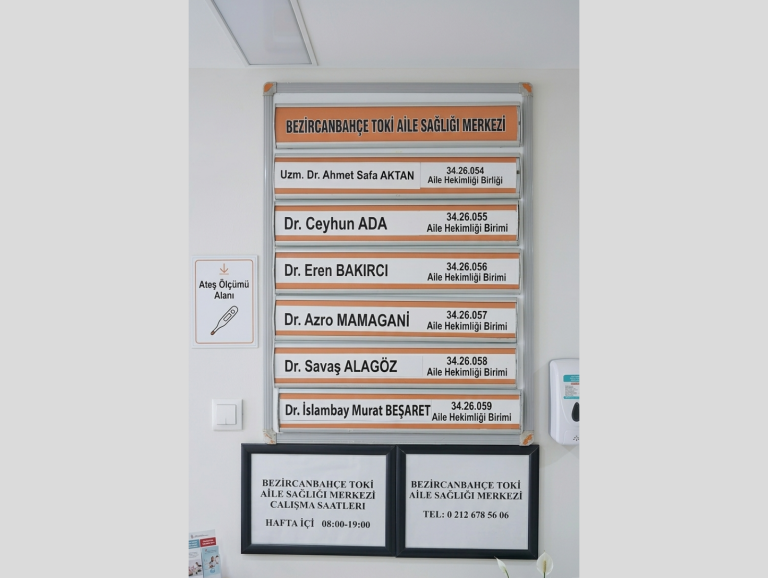 BEZİRCANBAHÇE TOKİ AİLE SAĞLIĞI MERKEZİ
Uzm. Dr. Ahmet Safa AKTAN
34.26.054
Aile Hekimliği Birliği
Dr. Ceyhun ADA
34.26.055
Aile Hekimliği Birimi
Dr. Eren BAKIRCI
34.26.056
Aile Hekimliği Birimi
Ateş Ölçümü
Alanı
Dr. Azro MAMAGANİ
34.26.057
Aile Hekimliği Birimi
Dr. Savaş ALAGÖZ
34.26.058
Aile Hekimliği Birimi
Dr. İslambay Murat BEŞARET
34.26.059
Aile Hekimliği Birimi
BEZİRCANBAHÇE TOKİ
AİLE SAĞLIĞI MERKEZİ
CALIŞMA SAATLERI
HAFTA İÇİ 08:00-19:00
BEZİRCANBAHÇE TOKİ
AİLE SAĞLIĞI MERKEZİ
TEL: 0 212 678 56 06